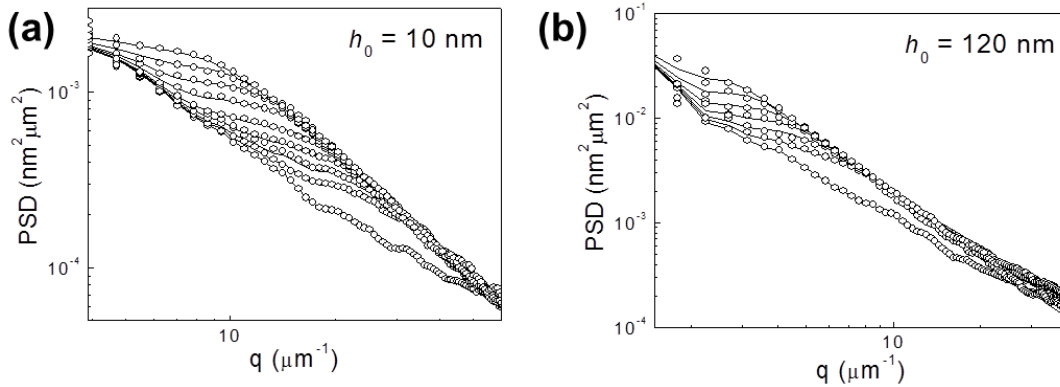 (a)
h₀ = 10 nm
PSD (nm²μm²)
10⁻³
10⁻⁴
10
q (μm⁻¹)
(b)
h₀ = 120 nm
PSD (nm²μm²)
10⁻¹
10⁻²
10⁻³
10⁻⁴
10
q (μm⁻¹)